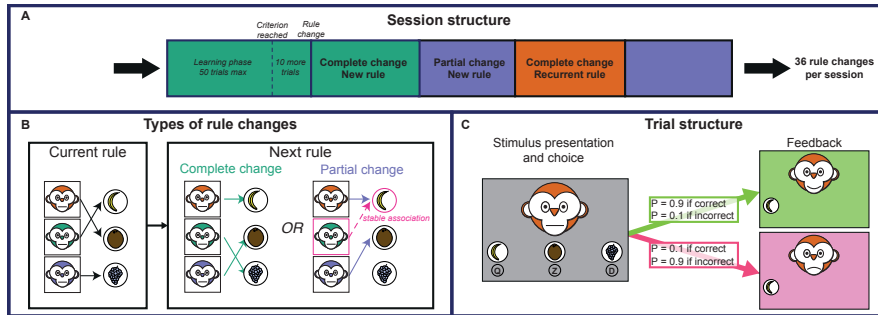 A
Session structure
Criterion
reached
Rule
change
Learning phase
50 trials max
10 more
trials
Complete change
New rule
Partial change
New rule
Complete change
Recurrent rule
36 rule changes
per session
B
Types of rule changes
Current rule
Next rule
Complete change
Partial change
OR
stable association
C
Trial structure
Stimulus presentation
and choice
Feedback
P = 0.9 if correct
P = 0.1 if incorrect
P = 0.1 if correct
P = 0.9 if incorrect
Q
Z
D